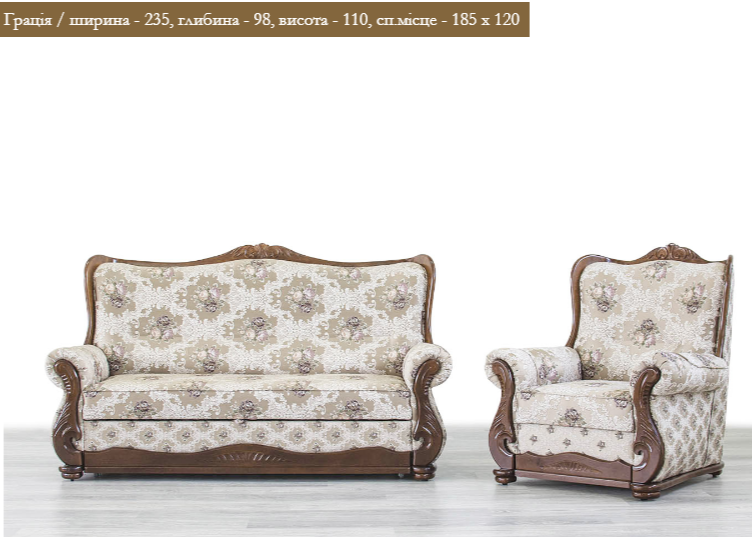 Грація / ширина - 235, глибина - 98, висота - 110, сп.місце - 185 х 120